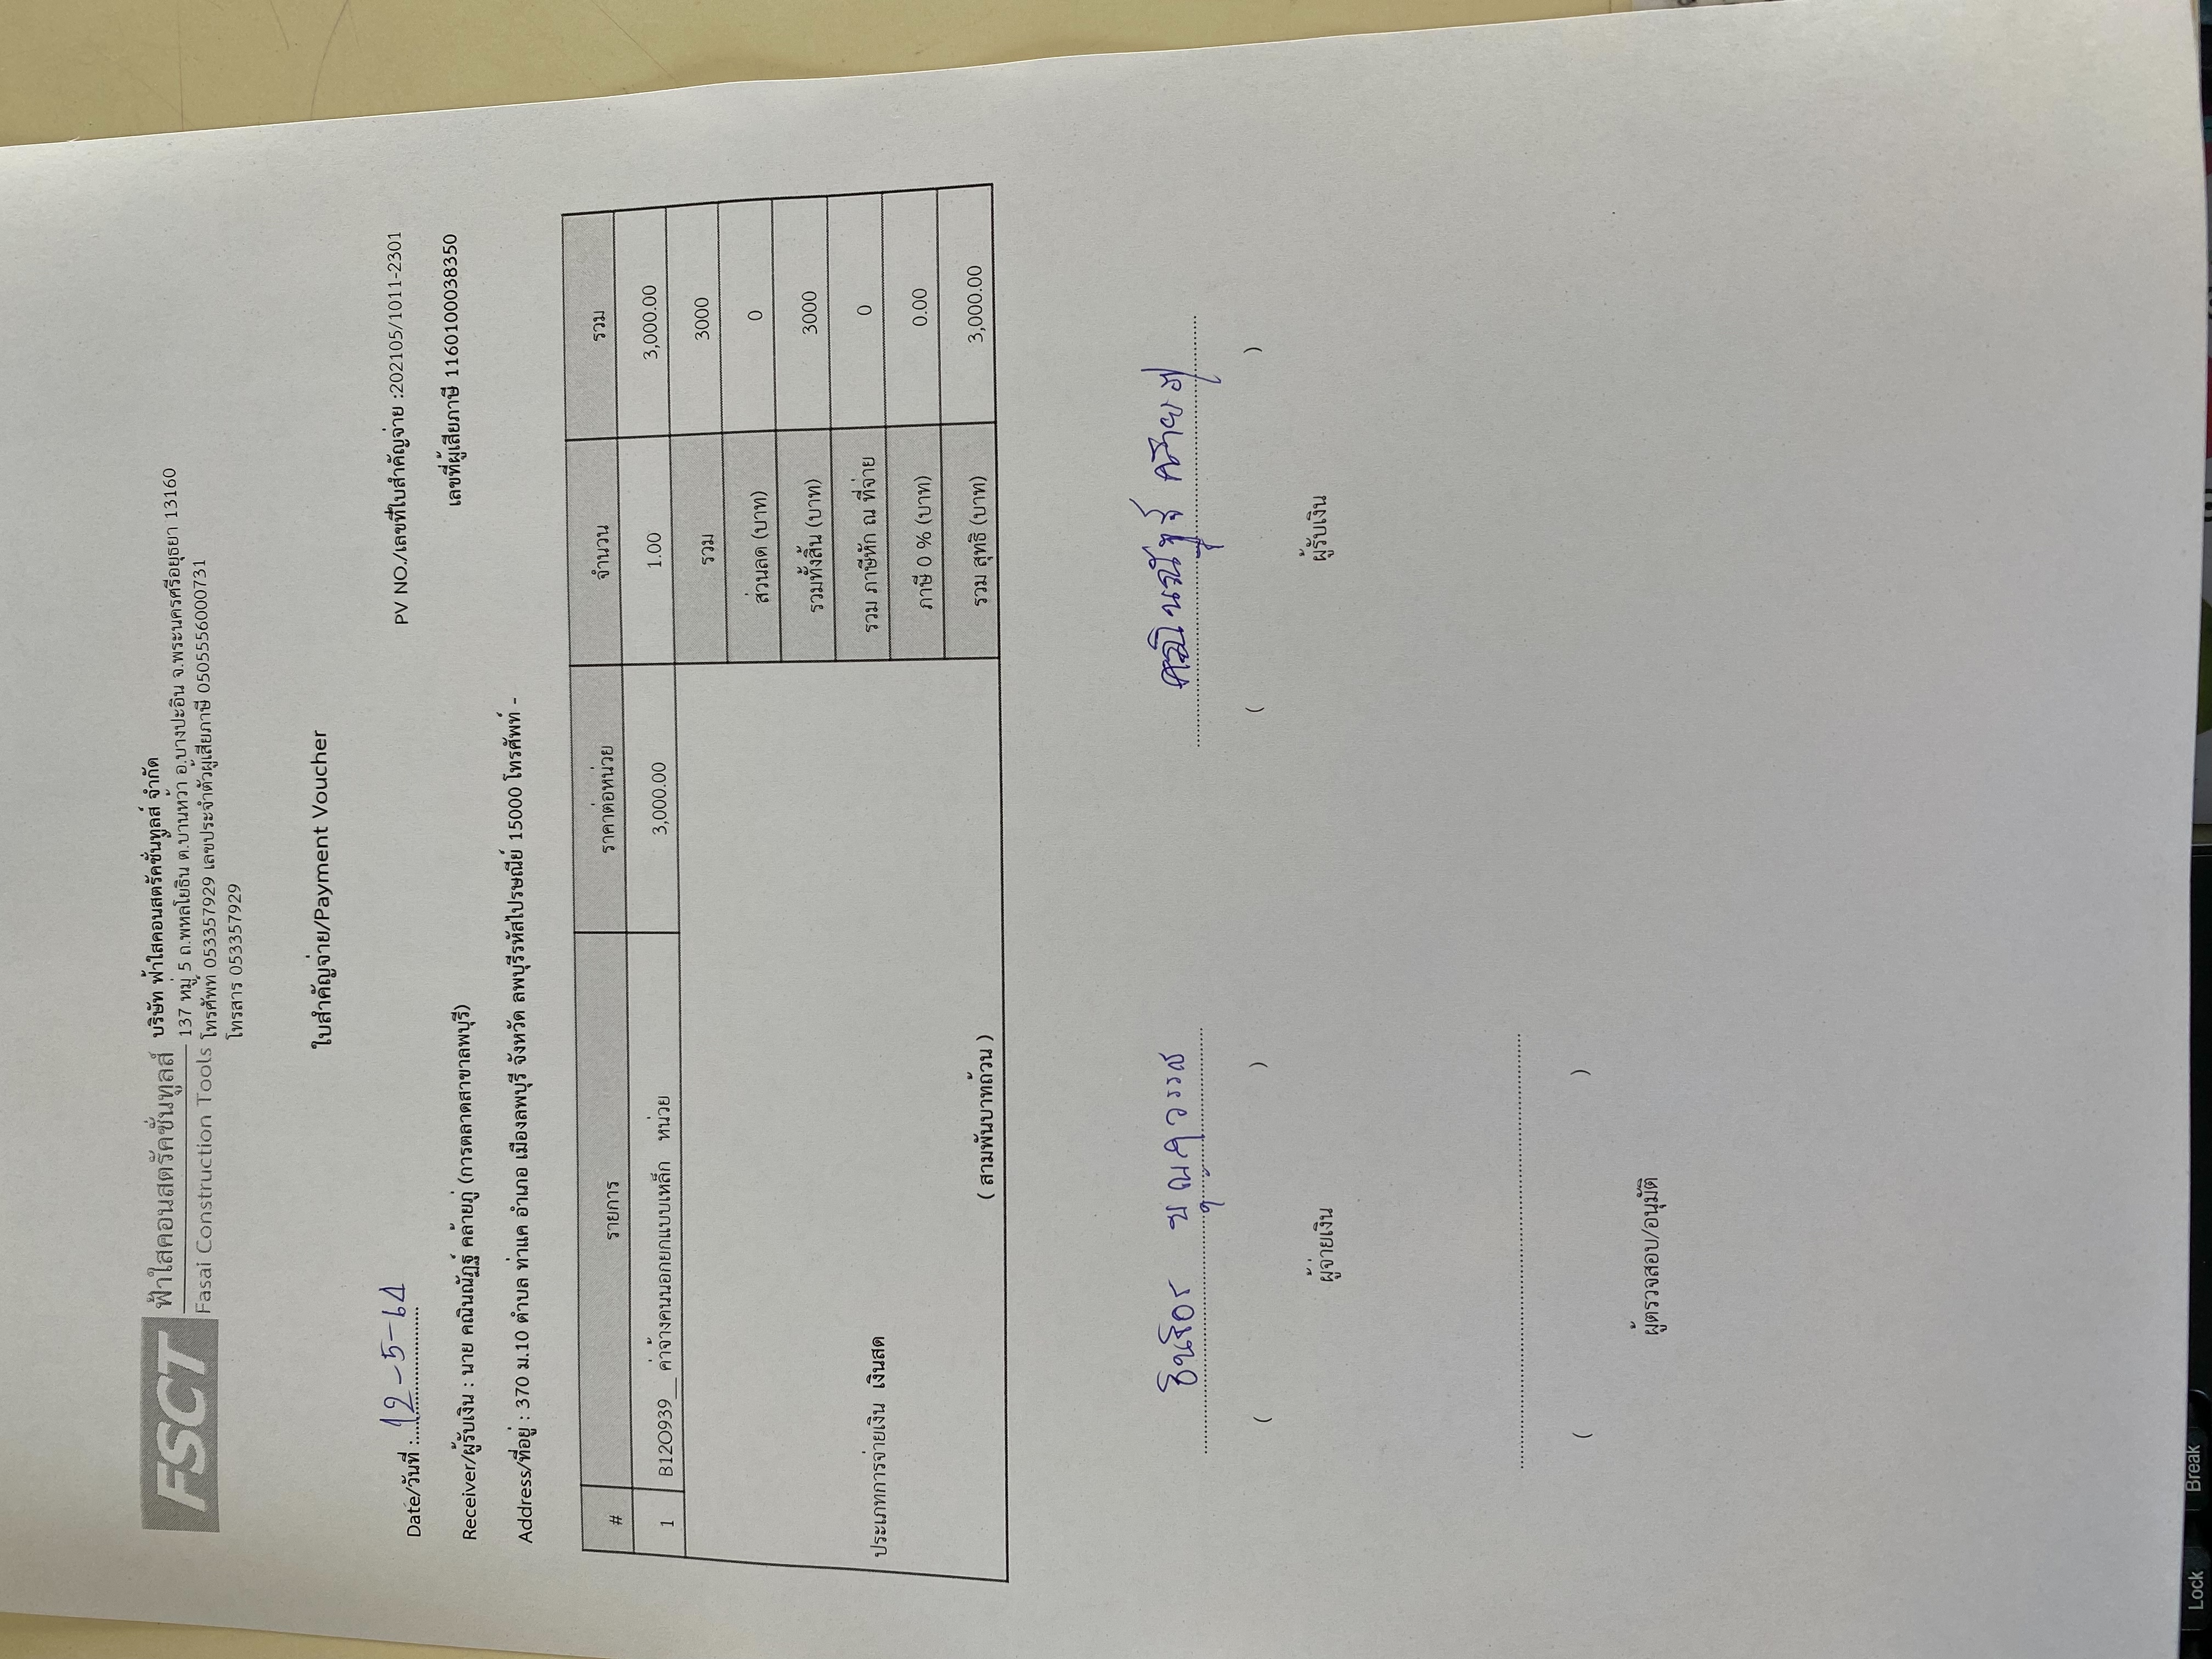 FSCT
ฟ้าใสคอนสตรัคชั่นทูลส์
Fasai Construction Tools
บริษัท ฟ้าใสคอนสตรัคชั่นทูลส์ จำกัด
137 หมู่ 5 ถ.พหลโยธิน ต.บ้านหว้า อ.บางปะอิน จ.พระนครศรีอยุธยา 13160
โทรศัพท์ 053357929 เลขประจำตัวผู้เสียภาษี 0505556000731
โทรสาร 053357929
ใบสำคัญจ่าย/Payment Voucher
Date/วันที่ : 12-5-64
PV NO./เลขที่ใบสำคัญจ่าย :202105/1011-2301
Receiver/ผู้รับเงิน : นาย คณินณัฏฐ์ คล้ายภู่ (การตลาดสาขาลพบุรี)
เลขที่ผู้เสียภาษี 1160100038350
Address/ที่อยู่ : 370 ม.10 ตำบล ท่าแค อำเภอ เมืองลพบุรี จังหวัด ลพบุรีรหัสไปรษณีย์ 15000 โทรศัพท์ -
# รายการ ราคาต่อหน่วย จำนวน รวม
1 B12O939__ ค่าจ้างคนนอกยกแบบเหล็ก หน่วย 3,000.00 1.00 3,000.00
รวม 3000
ส่วนลด (บาท) 0
รวมทั้งสิ้น (บาท) 3000
รวม ภาษีหัก ณ ที่จ่าย 0
ประเภทการจ่ายเงิน เงินสด
ภาษี 0 % (บาท) 0.00
( สามพันบาทถ้วน ) รวม สุทธิ (บาท) 3,000.00
คณินณัฏฐ์ คล้ายภู่
( ) ( )
ผู้จ่ายเงิน ผู้รับเงิน
( )
ผู้ตรวจสอบ/อนุมัติ
Lock Break